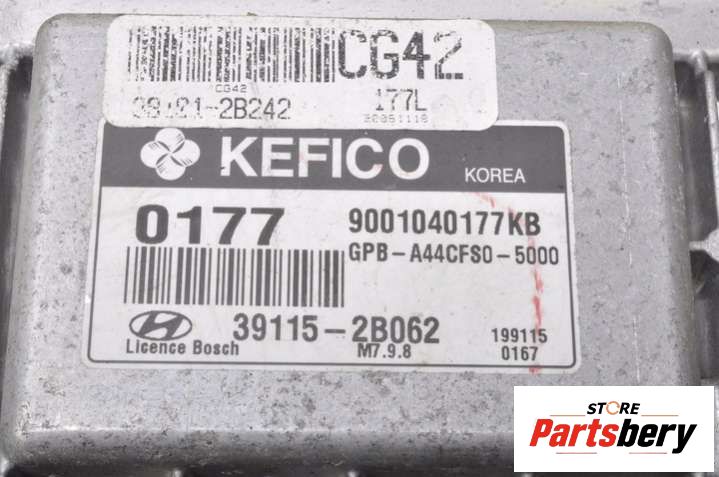 CG42
CG42
39121-2B242
177L
20051118
KEFICO
KOREA
0177
9001040177KB
GPB-A44CFS0-5000
39115-2B062
199115
Licence Bosch
M7.9.8
0167
STORE
Partsbery